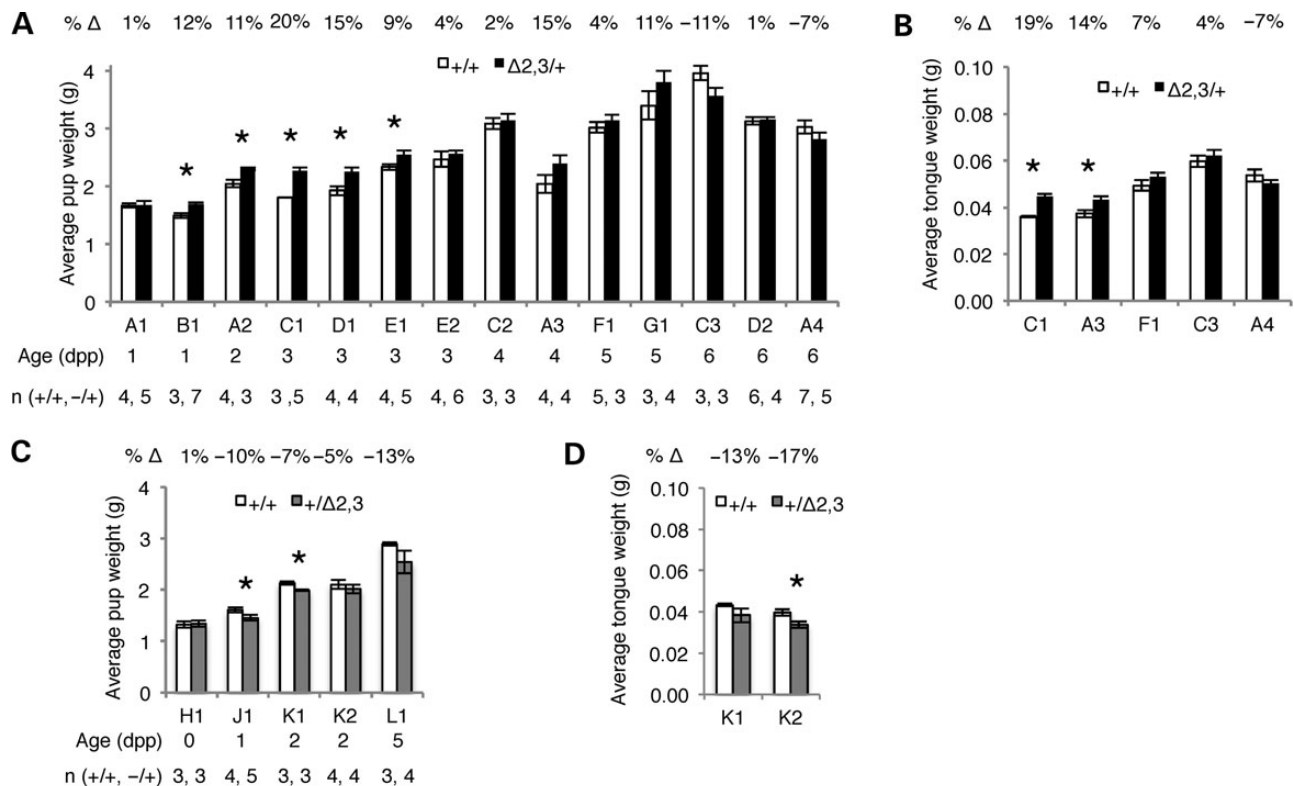 A % Δ 1% 12% 11% 20% 15% 9% 4% 2% 15% 4% 11% −11% 1% −7%
+/+ Δ2,3/+
Average pup weight (g)
4
3
2
1
0
* * * * *
A1 B1 A2 C1 D1 E1 E2 C2 A3 F1 G1 C3 D2 A4
Age (dpp) 1 1 2 3 3 3 3 4 4 5 5 6 6 6
n (+/+, −/+) 4, 5 3, 7 4, 3 3 ,5 4, 4 4, 5 4, 6 3, 3 4, 4 5, 3 3, 4 3, 3 6, 4 7, 5
B % Δ 19% 14% 7% 4% −7%
+/+ Δ2,3/+
Average tongue weight (g)
0.10
0.08
0.06
0.04
0.02
0.00
* *
C1 A3 F1 C3 A4
C % Δ 1% −10% −7% −5% −13%
+/+ +/Δ2,3
Average pup weight (g)
4
3
2
1
0
* *
H1 J1 K1 K2 L1
Age (dpp) 0 1 2 2 5
n (+/+, −/+) 3, 3 4, 5 3, 3 4, 4 3, 4
D % Δ −13% −17%
+/+ +/Δ2,3
Average tongue weight (g)
0.10
0.08
0.06
0.04
0.02
0.00
*
K1 K2